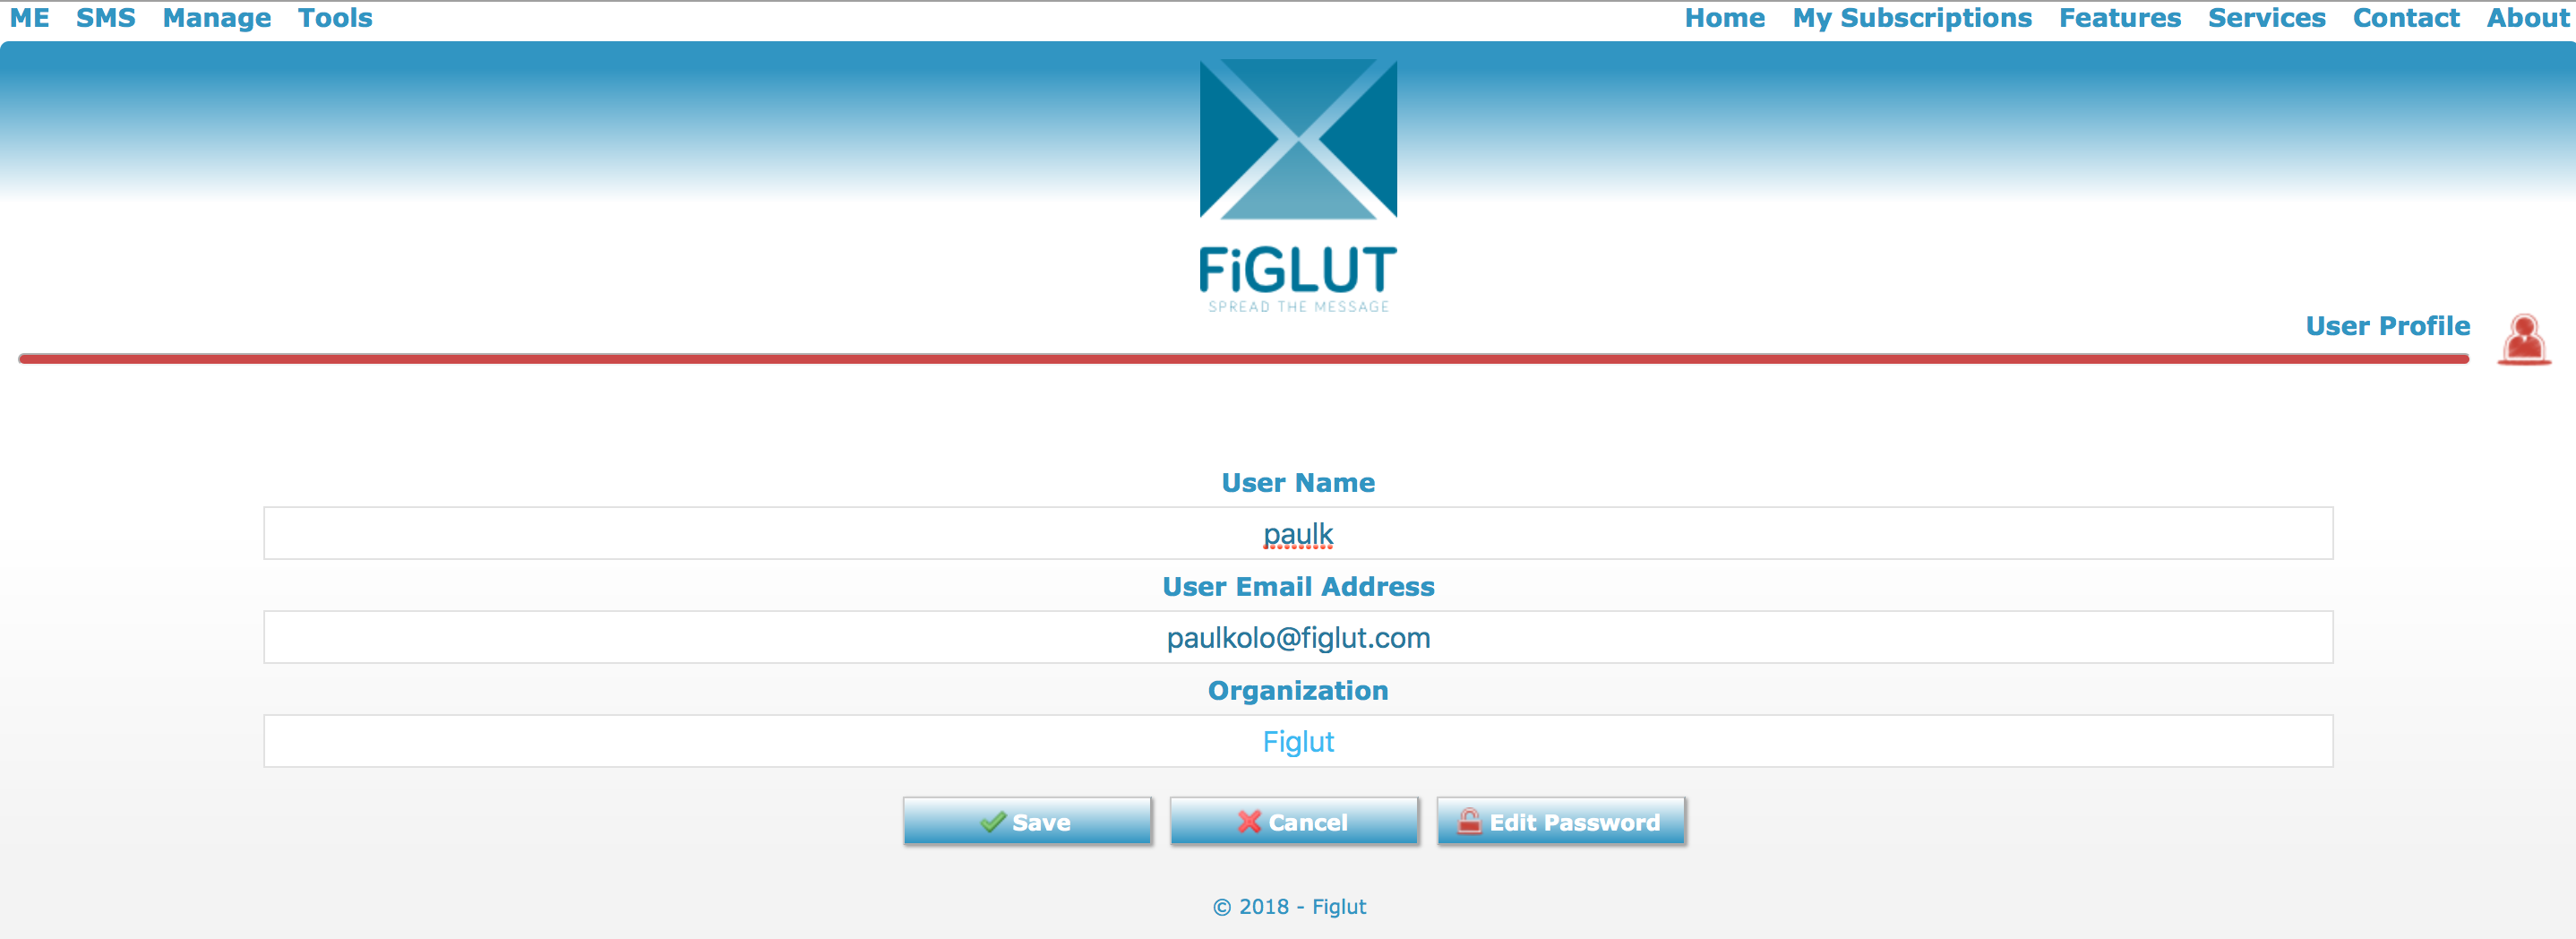 ME SMS Manage Tools Home My Subscriptions Features Services Contact About
FiGLUT
SPREAD THE MESSAGE
User Profile
User Name
paulk
User Email Address
paulkolo@figlut.com
Organization
Figlut
Save Cancel Edit Password
© 2018 - Figlut